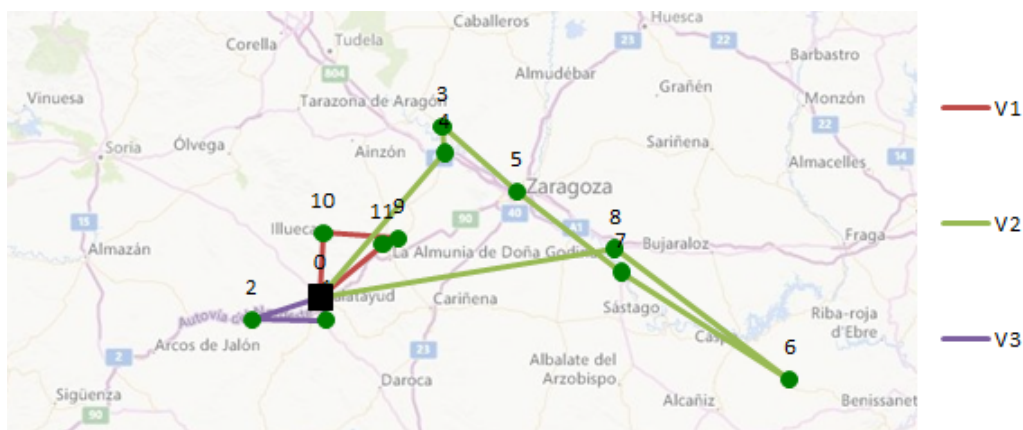 Caballeros
Huesca
Corella
Tudela
23
22
Barbastro
804
Almudébar
Grañén
Monzón
Vinuesa
3
Tarazona de Aragón
4
22
Soria
Ólvega
Ainzón
5
Sariñena
Almacelles
14
Zaragoza
15
10
11
9
90
40
A1
8
Illueca
7
Bujaraloz
Fraga
Almazán
0
La Almunia de Doña Godina
2
Calatayud
Cariñena
Sástago
Autovía del
Riba-roja
d'Ebre
Arcos de Jalón
Caspe
6
2
23
Albalate del
Arzobispo
Daroca
Sigüenza
Alcañiz
Benissanet
90
V1
V2
V3